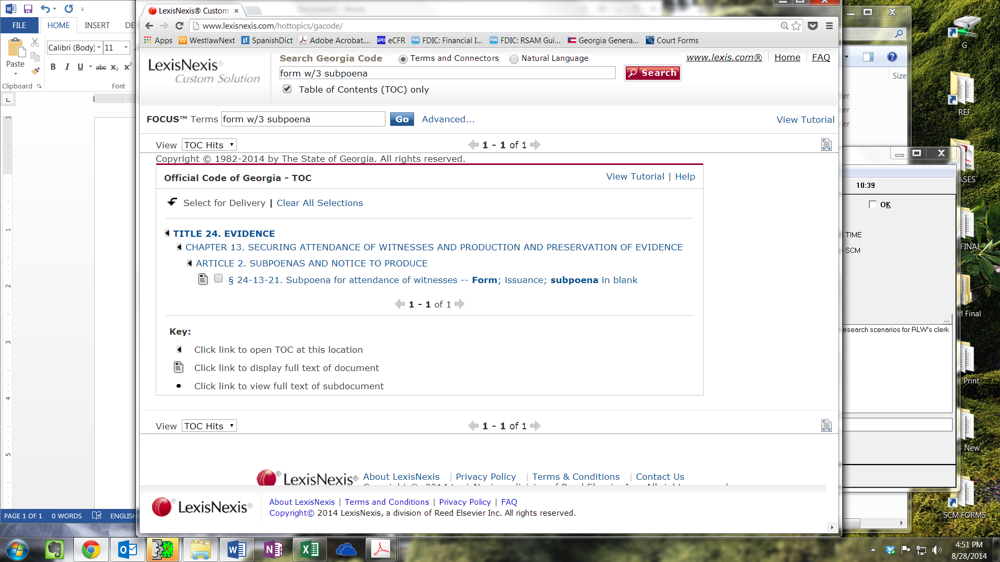 LexisNexis® Custom
www.lexisnexis.com/hottopics/gacode/
Apps WestlawNext SpanishDict Adobe Acrobat.... eCFR FDIC: Financial I... FDIC: RSAM Gui... Georgia Genera... Court Forms
FILE HOME INSERT DE
Calibri (Body) 11
Paste
B I U abc x₂ x²
Clipboard Font
LexisNexis®
Custom Solution
Search Georgia Code Terms and Connectors Natural Language
www.lexis.com® Home FAQ
form w/3 subpoena
Search
Table of Contents (TOC) only
FOCUS™ Terms form w/3 subpoena Go Advanced... View Tutorial
View TOC Hits 1 - 1 of 1
Copyright © 1982-2014 by The State of Georgia. All rights reserved.
Official Code of Georgia - TOC View Tutorial | Help
Select for Delivery | Clear All Selections
TITLE 24. EVIDENCE
CHAPTER 13. SECURING ATTENDANCE OF WITNESSES AND PRODUCTION AND PRESERVATION OF EVIDENCE
ARTICLE 2. SUBPOENAS AND NOTICE TO PRODUCE
§ 24-13-21. Subpoena for attendance of witnesses -- Form; issuance; subpoena in blank
1 - 1 of 1
Key:
Click link to open TOC at this location
Click link to display full text of document
Click link to view full text of subdocument
View TOC Hits 1 - 1 of 1
LexisNexis® About LexisNexis | Privacy Policy | Terms & Conditions | Contact Us
LexisNexis® About LexisNexis | Terms and Conditions | Privacy Policy | FAQ
Copyright© 2014 LexisNexis, a division of Reed Elsevier Inc. All rights reserved.
PAGE 1 OF 1 0 WORDS ENGLISH
Size
er
er
er
10:39
OK
TIME
- SCM
...
esearch scenarios for RLW's clerk
G
REF
ASES
FINAL
M Final
Print
New
SCM FORMS
4:51 PM
8/28/2014